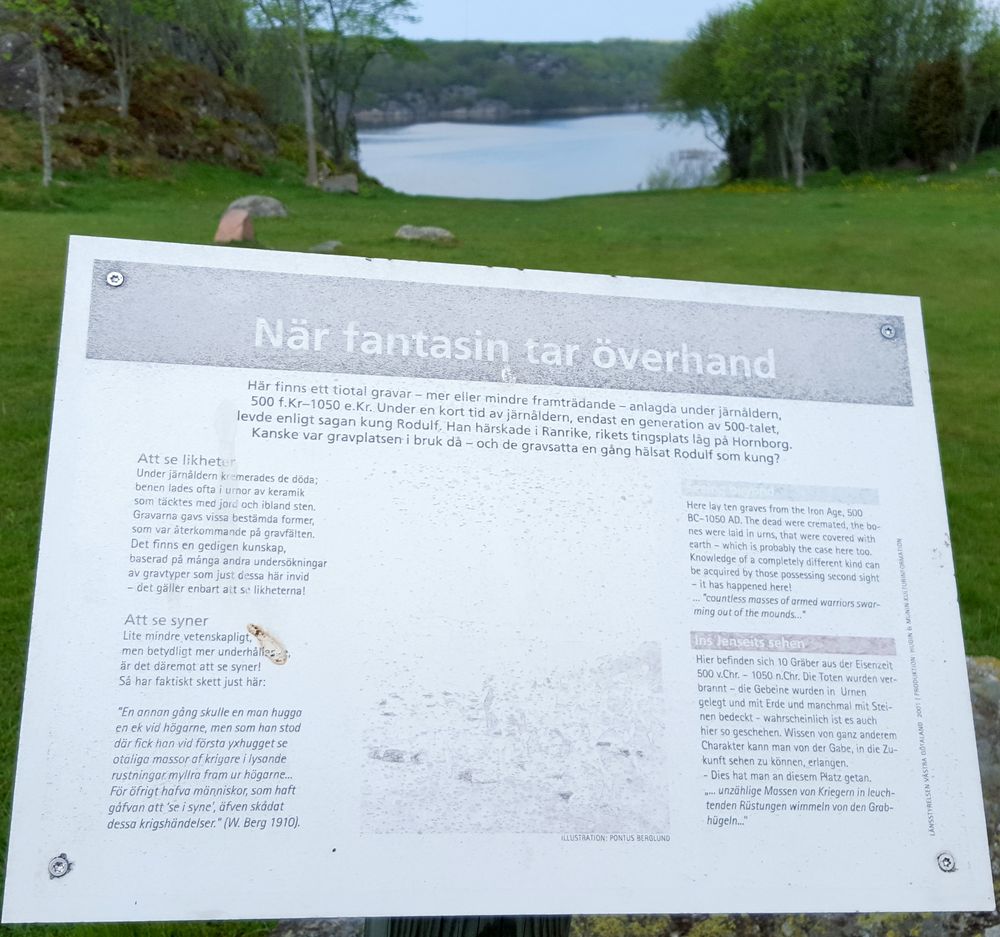 När fantasin tar överhand
Här finns ett tiotal gravar – mer eller mindre framträdande – anlagda under järnåldern,
500 f.Kr–1050 e.Kr. Under en kort tid av järnåldern, endast en generation av 500-talet,
levde enligt sagan kung Rodulf. Han härskade i Ranrike, rikets tingsplats låg på Hornborg.
Kanske var gravplatsen i bruk då – och de gravsatta en gång hälsat Rodulf som kung?
Att se likheter
Under järnåldern kremerades de döda;
benen lades ofta i urnor av keramik
som täcktes med jord och ibland sten.
Gravarna gavs vissa bestämda former,
som var återkommande på gravfälten.
Det finns en gedigen kunskap,
baserad på många andra undersökningar
av gravtyper som just dessa här invid
– det gäller enbart att se likheterna!
Att se syner
Lite mindre vetenskapligt,
men betydligt mer
är det däremot att se syner!
Så har faktiskt skett just här:
"En annan gång skulle en man hugga
en ek vid högarne, men som han stod
där fick han vid första yxhugget se
otaliga massor af krigare i lysande
rustningar myllra fram ur högarne...
För öfrigt hafva människor, som haft
gåfvan att 'se i syne', äfven skådat
dessa krigshändelser." (W. Berg 1910).
ILLUSTRATION: PONTUS BERGLUND
beyond
Here lay ten graves from the Iron Age, 500
BC–1050 AD. The dead were cremated, the bo-
nes were laid in urns, that were covered with
earth – which is probably the case here too.
Knowledge of a completely different kind can
be acquired by those possessing second sight
– it has happened here!
... "countless masses of armed warriors swar-
ming out of the mounds..."
Ins Jenseits sehen
Hier befinden sich 10 Gräber aus der Eisenzeit
500 v.Chr. – 1050 n.Chr. Die Toten wurden ver-
brannt – die Gebeine wurden in Urnen
gelegt und mit Erde und manchmal mit Stei-
nen bedeckt – wahrscheinlich ist es auch
hier so geschehen. Wissen von ganz anderem
Charakter kann man von der Gabe, in die Zu-
kunft sehen zu können, erlangen.
– Dies hat man an diesem Platz getan.
„... unzählige Massen von Kriegern in leuch-
tenden Rüstungen wimmeln von den Grab-
hügeln..."
LÄNSSTYRELSEN VÄSTRA GÖTALAND 2001 | PRODUKTION: HUGIN & MUNIN KULTURINFORMATION